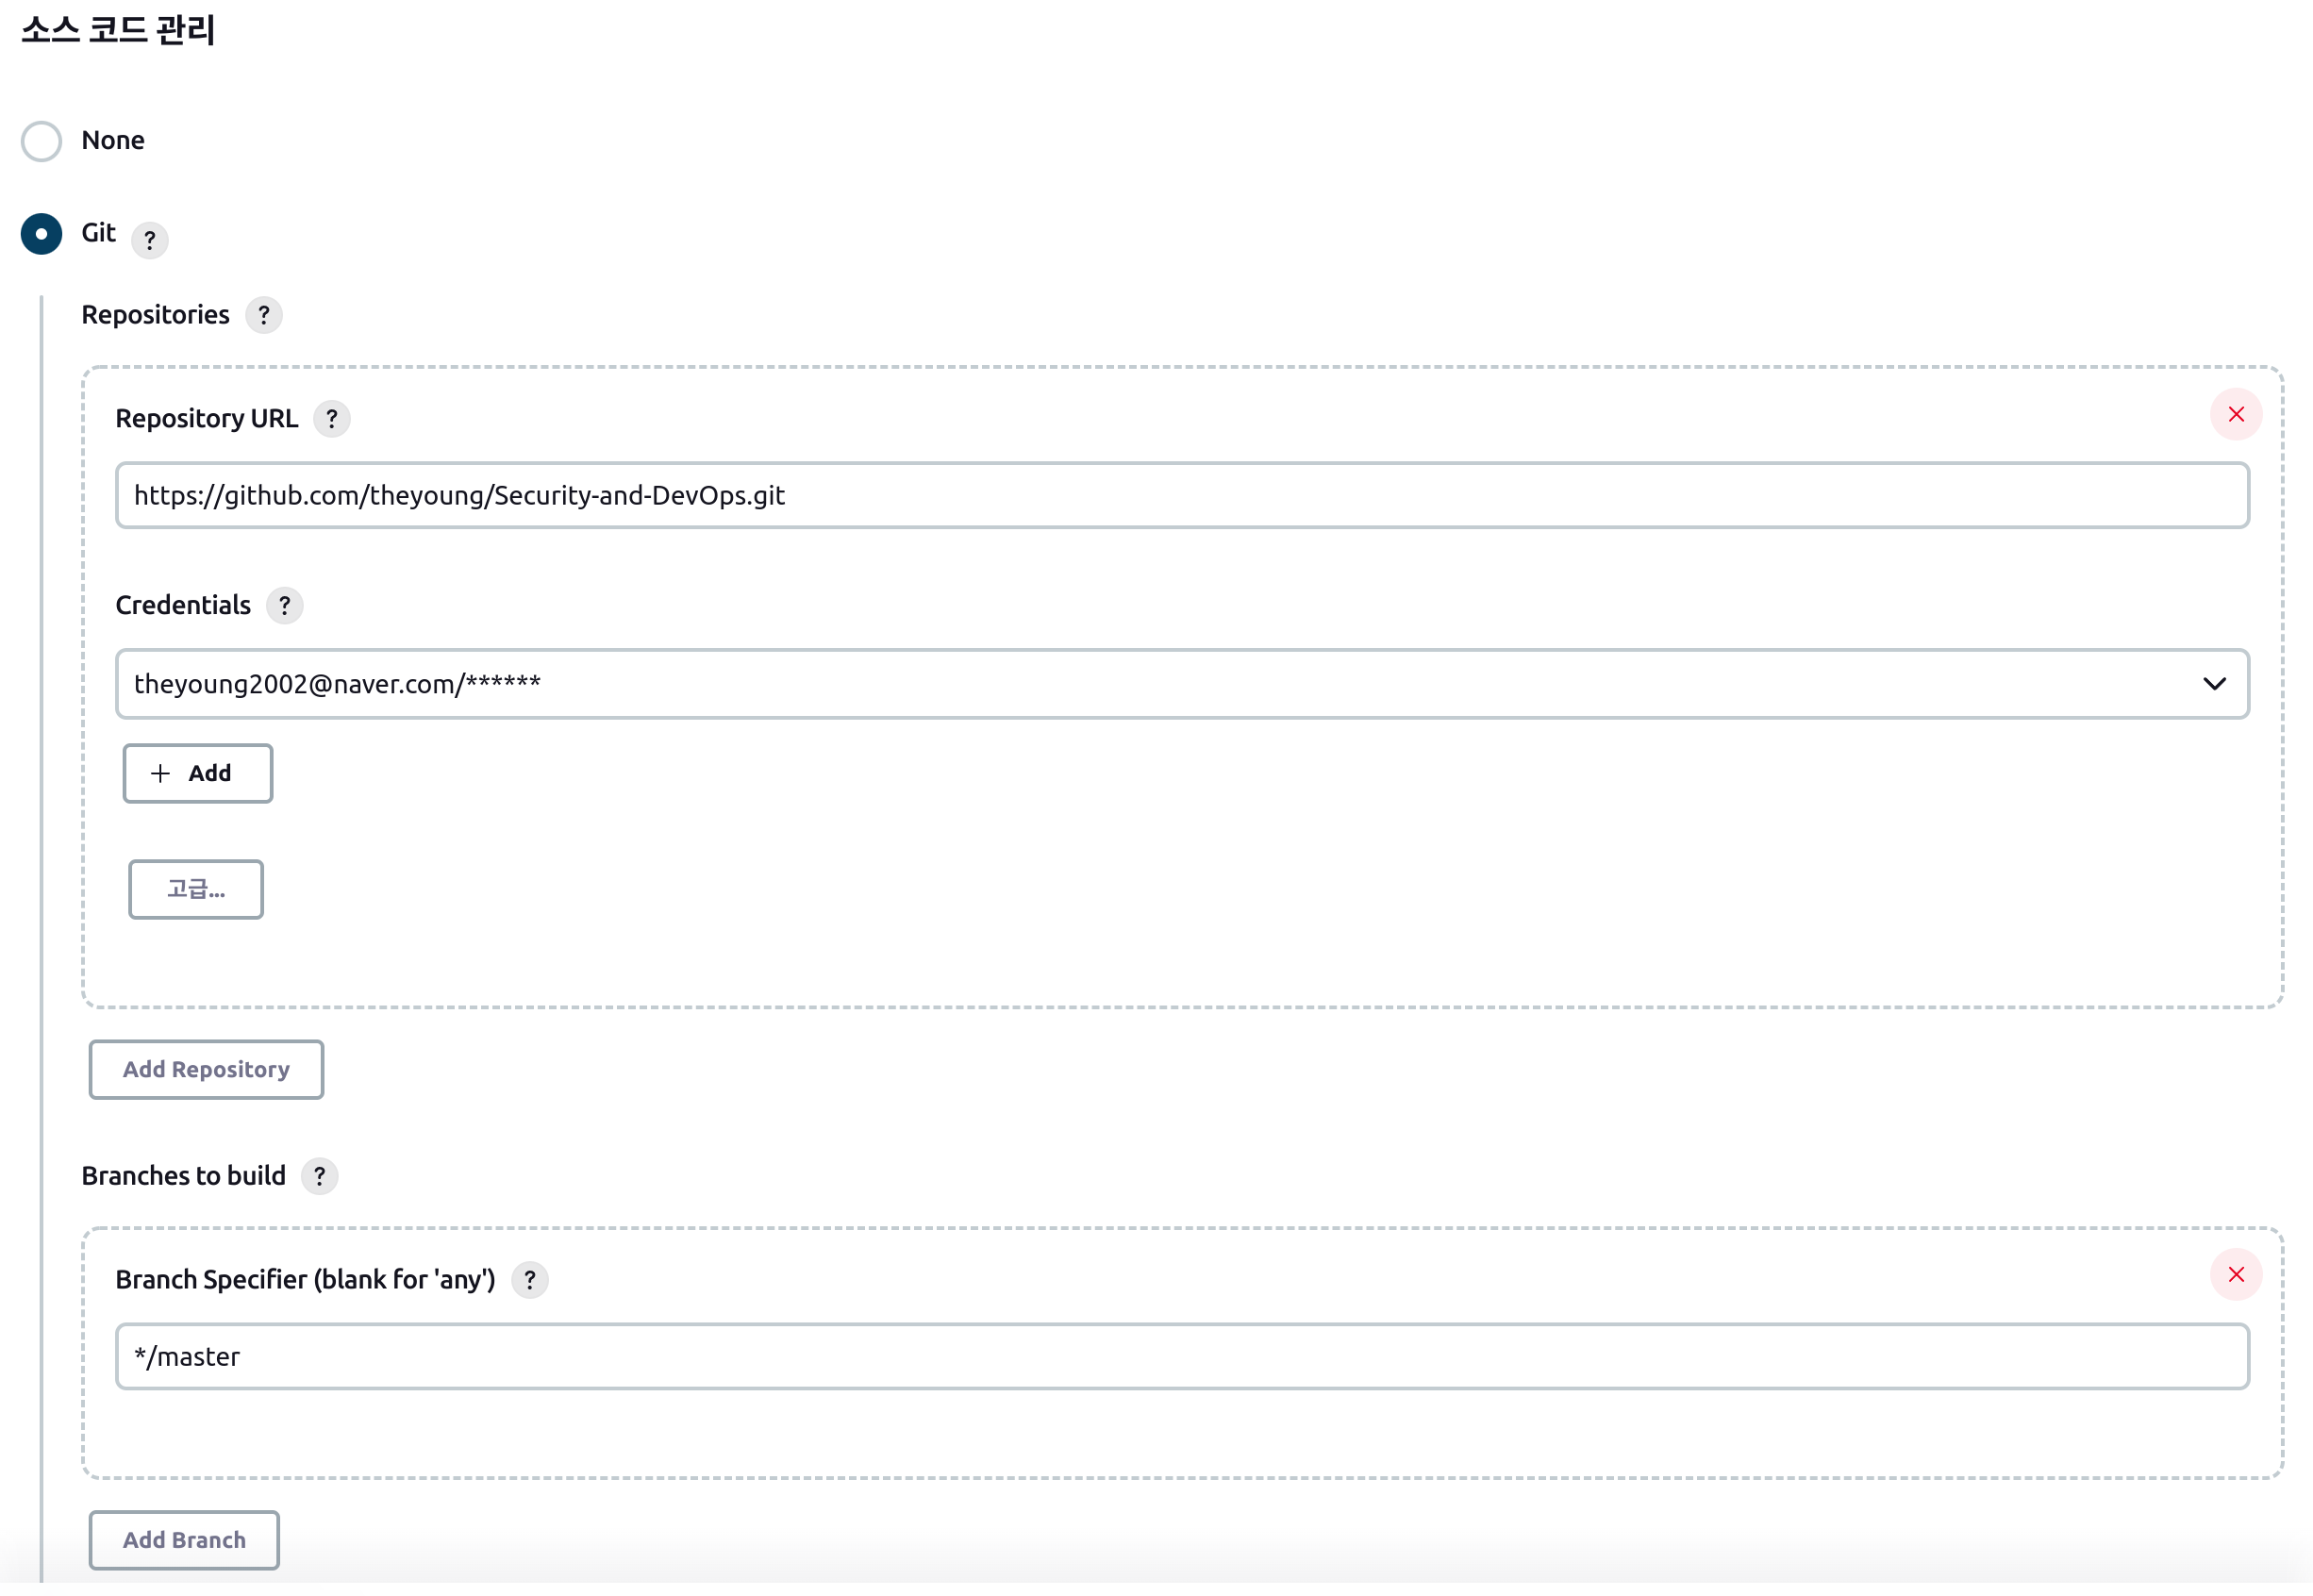 소스 코드 관리
None
Git ?
Repositories ?
Repository URL ?
https://github.com/theyoung/Security-and-DevOps.git
Credentials ?
theyoung2002@naver.com/******
+ Add
고급...
Add Repository
Branches to build ?
Branch Specifier (blank for 'any') ?
*/master
Add Branch